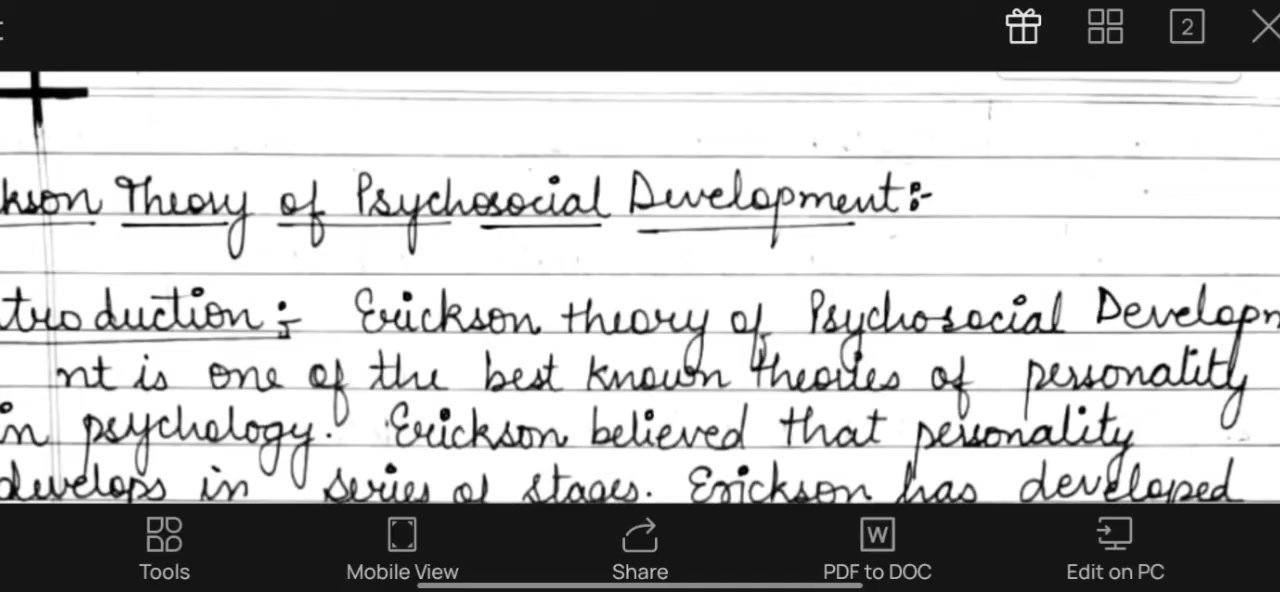 2
kson Theory of Psychosocial Development:-
troduction:- Erickson theory of Psychosocial Developm
nt is one of the best known theories of personality
in psychology. Erickson believed that personality
develops in series of stages. Erickson has developed
Tools Mobile View Share PDF to DOC Edit on PC